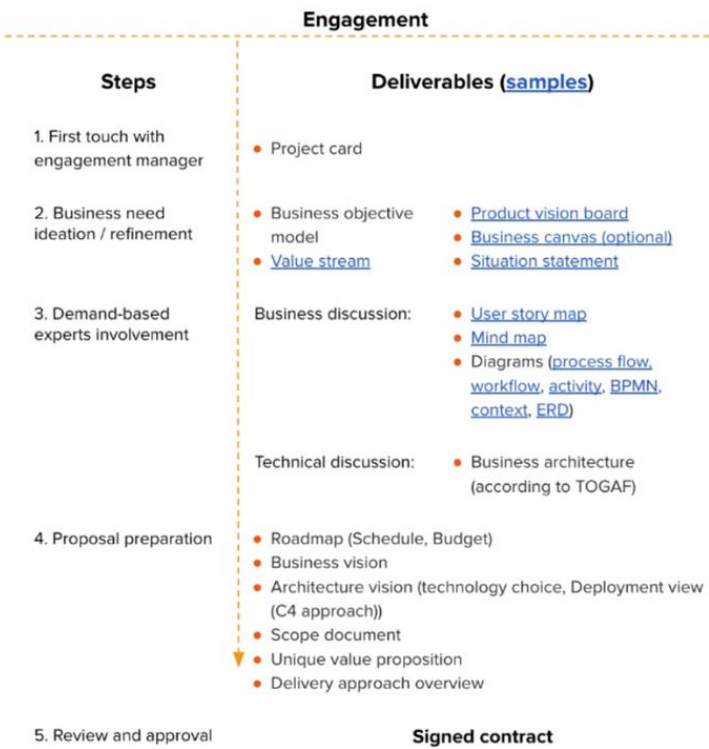 Engagement
Steps
Deliverables (samples)
1. First touch with
engagement manager
• Project card
2. Business need
ideation / refinement
• Business objective
model
• Value stream
• Product vision board
• Business canvas (optional)
• Situation statement
3. Demand-based
experts involvement
Business discussion:
• User story map
• Mind map
• Diagrams (process flow,
workflow, activity, BPMN,
context, ERD)
Technical discussion:
• Business architecture
(according to TOGAF)
4. Proposal preparation
• Roadmap (Schedule, Budget)
• Business vision
• Architecture vision (technology choice, Deployment view
(C4 approach))
• Scope document
• Unique value proposition
• Delivery approach overview
5. Review and approval
Signed contract